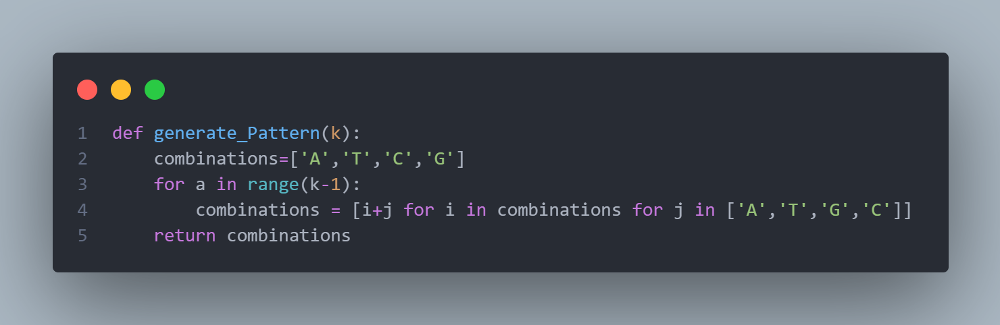 1 def generate_Pattern(k):
2     combinations=['A','T','C','G']
3     for a in range(k-1):
4         combinations = [i+j for i in combinations for j in ['A','T','G','C']]
5     return combinations